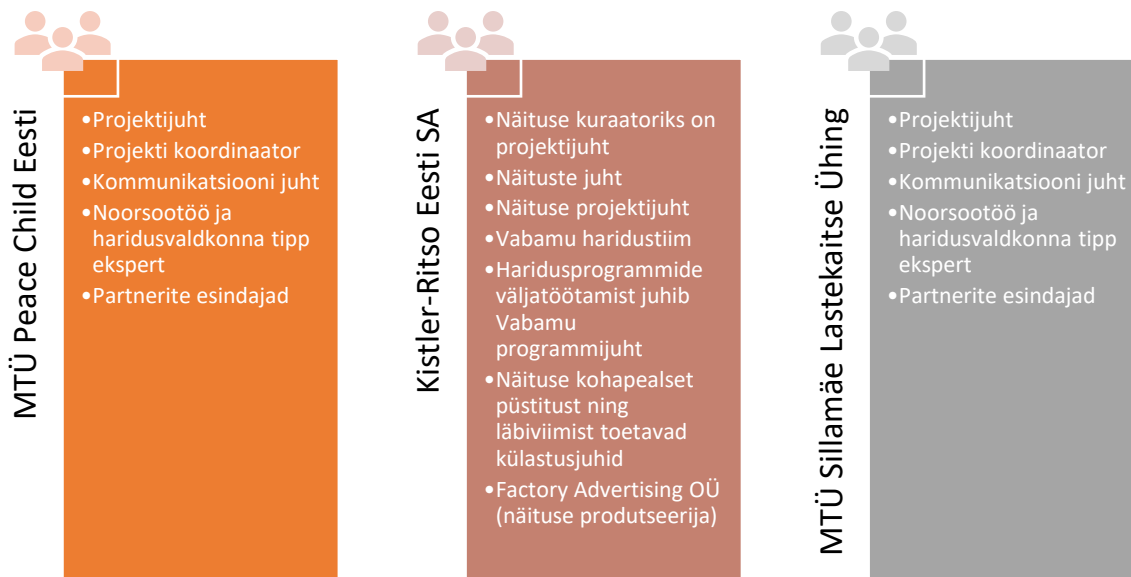 MTÜ Peace Child Eesti
•Projektijuht
•Projekti koordinaator
•Kommunikatsiooni juht
•Noorsootöö ja
haridusvaldkonna tipp
ekspert
•Partnerite esindajad
Kistler-Ritso Eesti SA
•Näituse kuraatoriks on
projektijuht
•Näituste juht
•Näituse projektijuht
•Vabamu haridustiim
•Haridusprogrammide
väljatöötamist juhib
Vabamu
programmijuht
•Näituse kohapealset
püstitust ning
läbiviimist toetavad
külastusjuhid
•Factory Advertising OÜ
(näituse produtseerija)
MTÜ Sillamäe Lastekaitse Ühing
•Projektijuht
•Projekti koordinaator
•Kommunikatsiooni juht
•Noorsootöö ja
haridusvaldkonna tipp
ekspert
•Partnerite esindajad